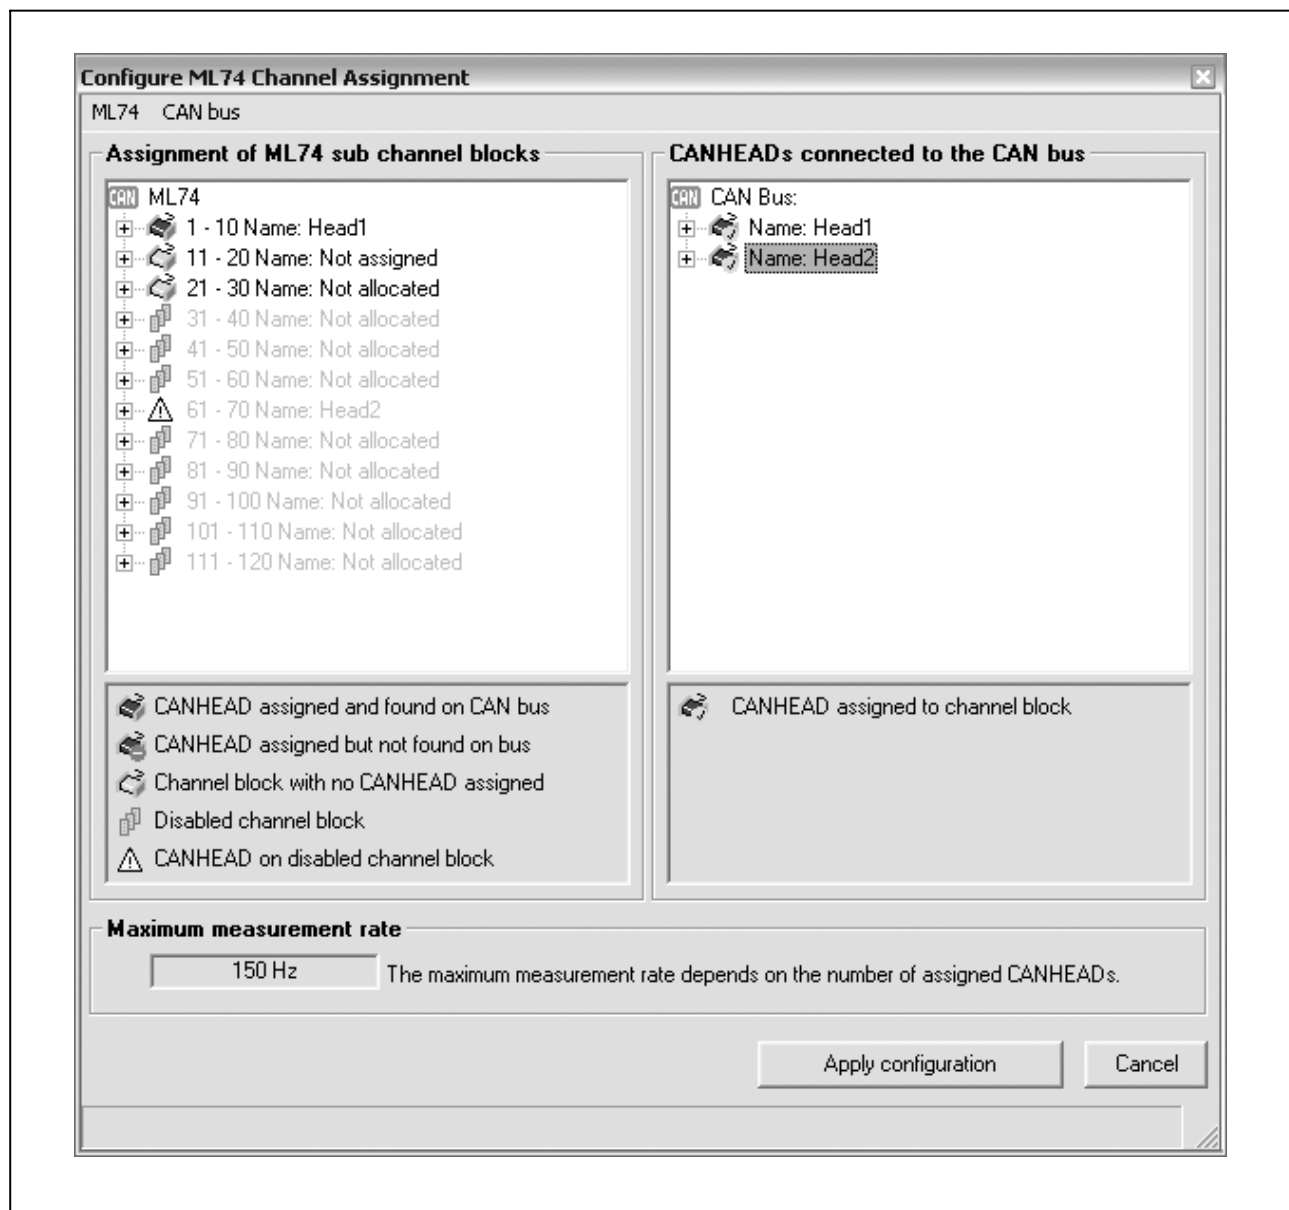 Configure ML74 Channel Assignment
ML74 CAN bus
Assignment of ML74 sub channel blocks
CAN ML74
1 - 10 Name: Head1
11 - 20 Name: Not assigned
21 - 30 Name: Not allocated
31 - 40 Name: Not allocated
41 - 50 Name: Not allocated
51 - 60 Name: Not allocated
61 - 70 Name: Head2
71 - 80 Name: Not allocated
81 - 90 Name: Not allocated
91 - 100 Name: Not allocated
101 - 110 Name: Not allocated
111 - 120 Name: Not allocated
CANHEAD assigned and found on CAN bus
CANHEAD assigned but not found on bus
Channel block with no CANHEAD assigned
Disabled channel block
CANHEAD on disabled channel block
CANHEADs connected to the CAN bus
CAN CAN Bus:
Name: Head1
Name: Head2
CANHEAD assigned to channel block
Maximum measurement rate
150 Hz The maximum measurement rate depends on the number of assigned CANHEADs.
Apply configuration Cancel